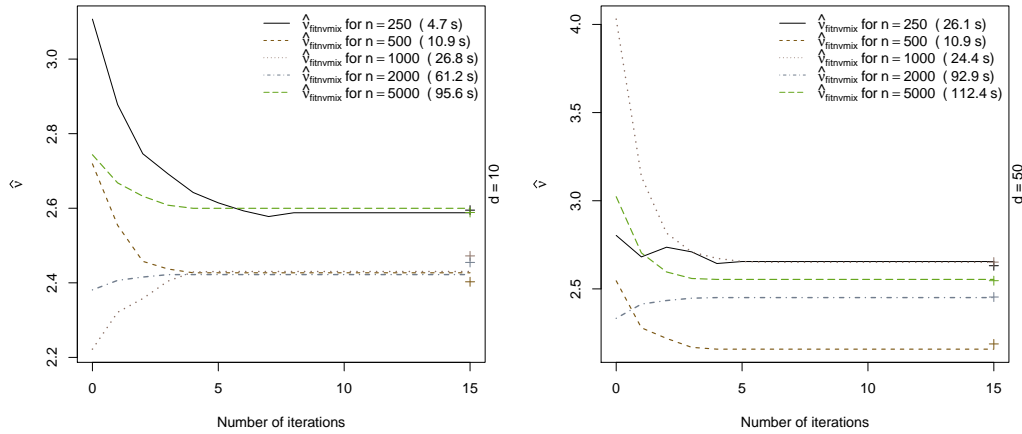 ν̂fitnvmix for n = 250 ( 4.7 s)
ν̂fitnvmix for n = 500 ( 10.9 s)
ν̂fitnvmix for n = 1000 ( 26.8 s)
ν̂fitnvmix for n = 2000 ( 61.2 s)
ν̂fitnvmix for n = 5000 ( 95.6 s)
3.0
2.8
2.6
2.4
2.2
ν̂
0 5 10 15
Number of iterations
d = 10
ν̂fitnvmix for n = 250 ( 26.1 s)
ν̂fitnvmix for n = 500 ( 10.9 s)
ν̂fitnvmix for n = 1000 ( 24.4 s)
ν̂fitnvmix for n = 2000 ( 92.9 s)
ν̂fitnvmix for n = 5000 ( 112.4 s)
4.0
3.5
3.0
2.5
ν̂
0 5 10 15
Number of iterations
d = 50